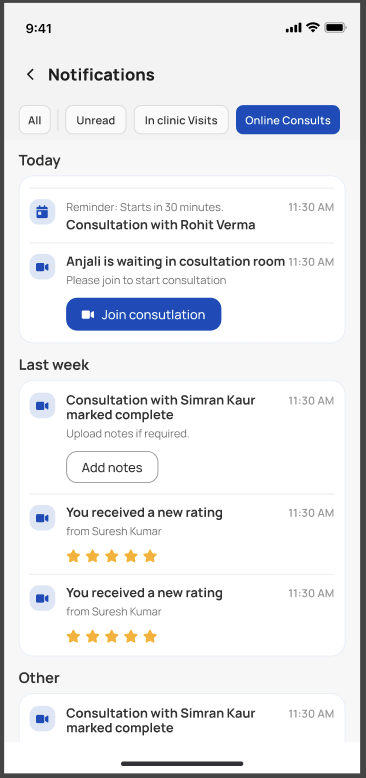 9:41
Notifications
All
Unread
In clinic Visits
Online Consults
Today
Reminder: Starts in 30 minutes.
11:30 AM
Consultation with Rohit Verma
Anjali is waiting in cosultation room
11:30 AM
Please join to start consultation
Join consutlation
Last week
Consultation with Simran Kaur
11:30 AM
marked complete
Upload notes if required.
Add notes
You received a new rating
11:30 AM
from Suresh Kumar
You received a new rating
11:30 AM
from Suresh Kumar
Other
Consultation with Simran Kaur
11:30 AM
marked complete